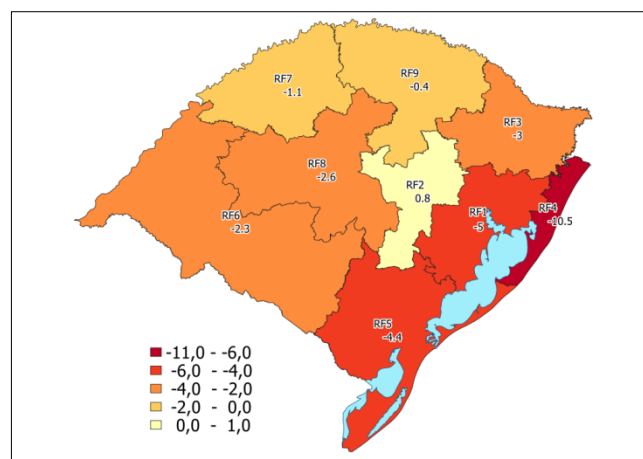 RF7
-1.1
RF9
-0.4
RF3
-3
RF8
-2.6
RF2
0.8
RF6
-2.3
RF1
-5
RF4
-10.5
RF5
-4.4
-11,0 - -6,0
-6,0 - -4,0
-4,0 - -2,0
-2,0 - 0,0
0,0 - 1,0